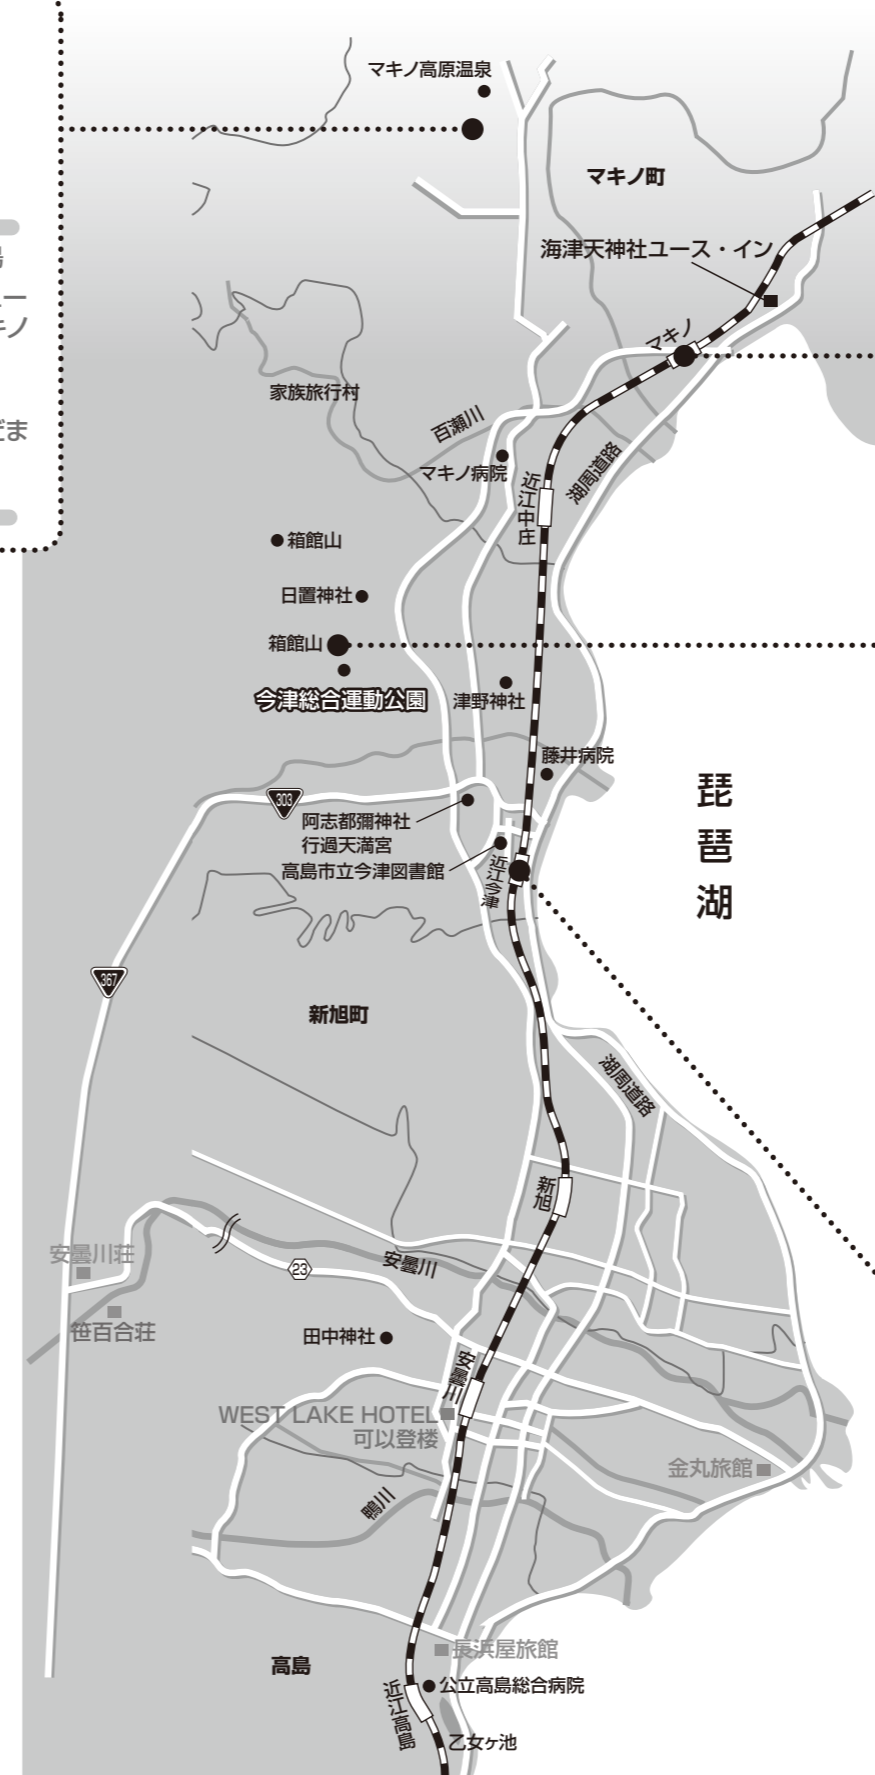 マキノ高原温泉
マキノ町
海津天神社ユース・イン
マキノ
家族旅行村
百瀬川
マキノ病院
近江中庄
湖周道路
箱館山
日置神社
箱館山
今津総合運動公園
津野神社
藤井病院
303
阿志都彌神社
行過天満宮
高島市立今津図書館
近江今津
琵琶湖
367
新旭町
湖周道路
新旭
安曇川荘
23
安曇川
笹百合荘
田中神社
安曇川
WEST LAKE HOTEL
可以登楼
金丸旅館
鴨川
長浜屋旅館
高島
公立高島総合病院
近江高島
乙女ヶ池